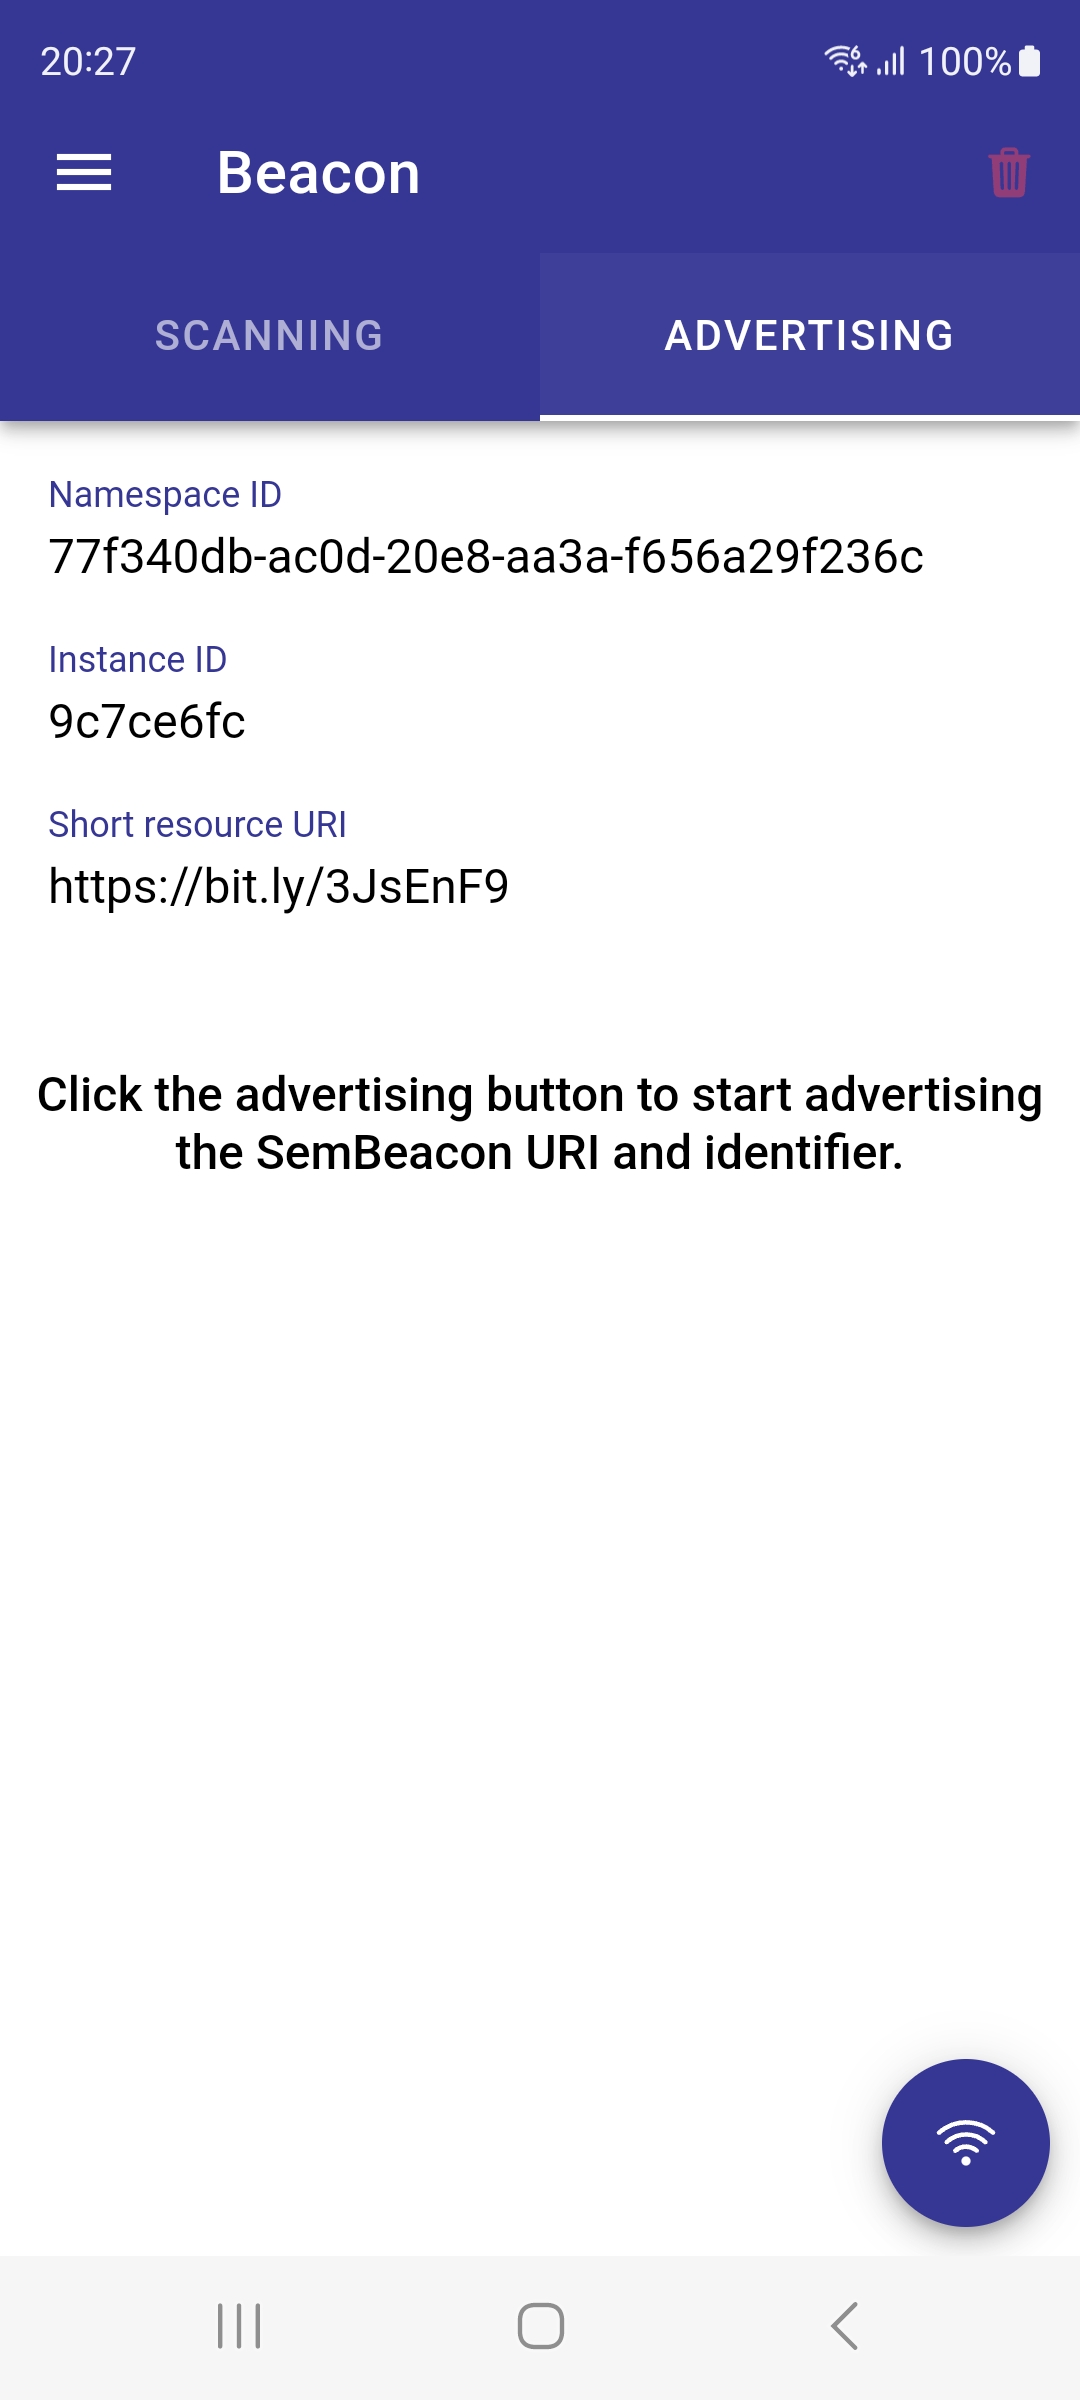 20:27
6
100%
Beacon
SCANNING
ADVERTISING
Namespace ID
77f340db-ac0d-20e8-aa3a-f656a29f236c
Instance ID
9c7ce6fc
Short resource URI
https://bit.ly/3JsEnF9
Click the advertising button to start advertising
the SemBeacon URI and identifier.